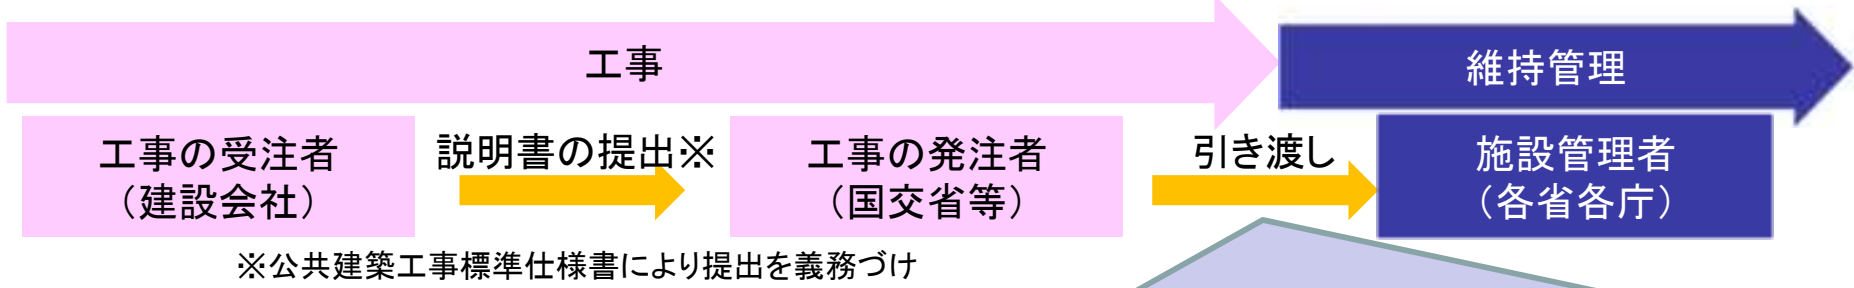 工事
維持管理
工事の受注者
（建設会社）
説明書の提出※
工事の発注者
（国交省等）
引き渡し
施設管理者
（各省各庁）
※公共建築工事標準仕様書により提出を義務づけ